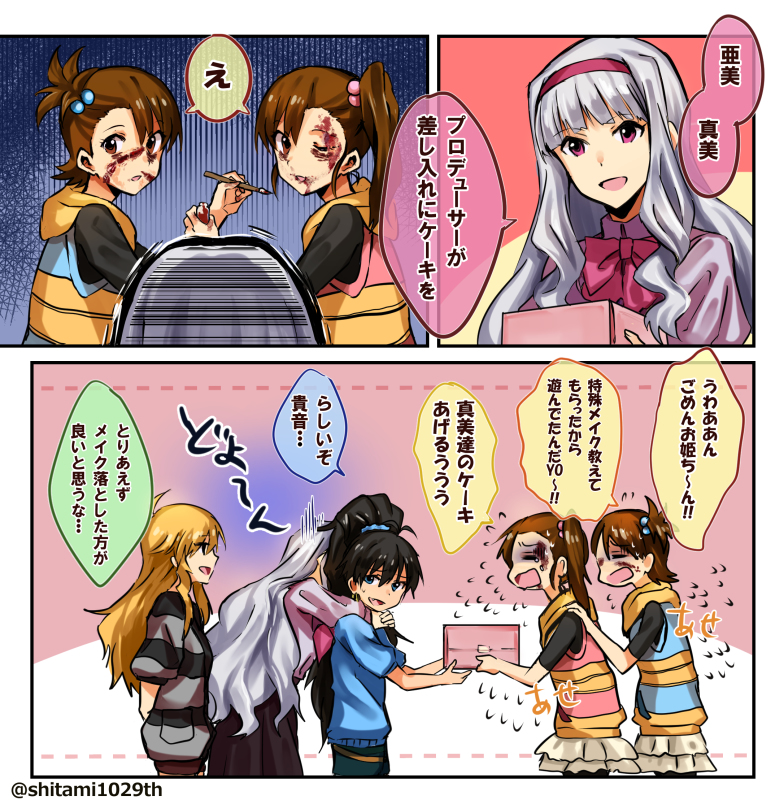 亜美
真美
プロデューサーが
差し入れにケーキを
え
うわああん
ごめんお姫ち～ん!!
特殊メイク教えて
もらったから
遊んでたんだYO～!!
真美達のケーキ
あげるううう
らしいぞ
貴音…
どよ～ん
とりあえず
メイク落とした方が
良いと思うな…
あせ
あせ
@shitami1029th